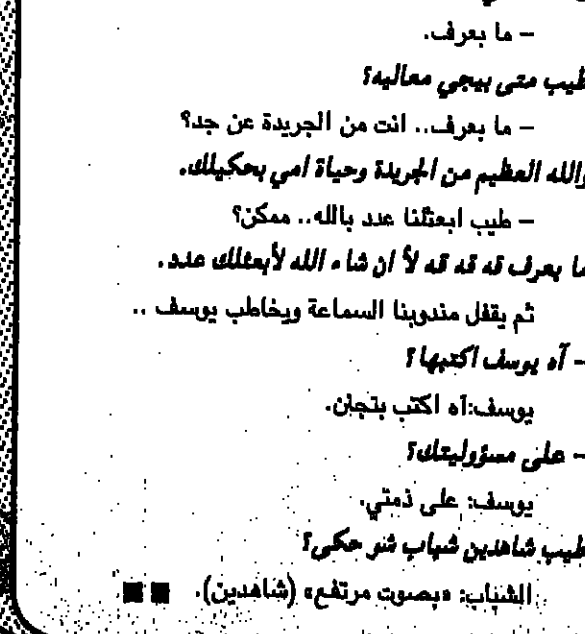 – ما بعرف.
طيب متى بيجي معاليه؟
– ما بعرف.. انت من الجريدة عن جد؟
والله العظيم من الجريدة وحياة امي بحكيلك.
– طيب ابعثلنا عدد بالله.. ممكن؟
ما بعرف قه قه قه لأ ان شاء الله لأبعثلك عدد.
ثم يقفل مندوبنا السماعة ويخاطب يوسف ..
– آه يوسف اكتبها؟
يوسف:آه اكتب بتجان.
– على مسؤوليتك؟
يوسف: على ذمتي.
طيب شاهدين شباب شو حكى؟
الشباب: «بصوت مرتفع» (شاهدين).